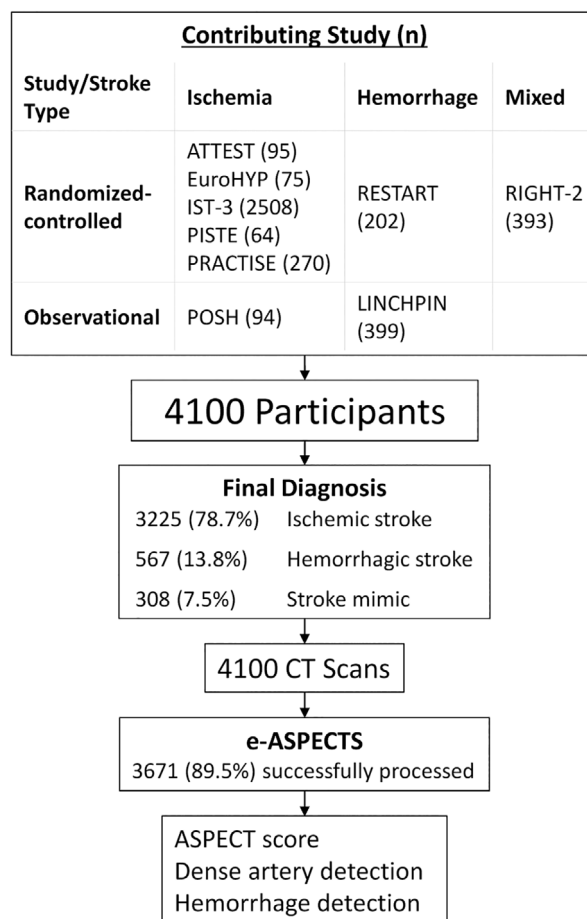 Contributing Study (n)
Study/Stroke Type Ischemia Hemorrhage Mixed
Randomized-controlled
ATTEST (95)
EuroHYP (75)
IST-3 (2508)
PISTE (64)
PRACTISE (270)
RESTART (202)
RIGHT-2 (393)
Observational
POSH (94)
LINCHPIN (399)
4100 Participants
Final Diagnosis
3225 (78.7%) Ischemic stroke
567 (13.8%) Hemorrhagic stroke
308 (7.5%) Stroke mimic
4100 CT Scans
e-ASPECTS
3671 (89.5%) successfully processed
ASPECT score
Dense artery detection
Hemorrhage detection